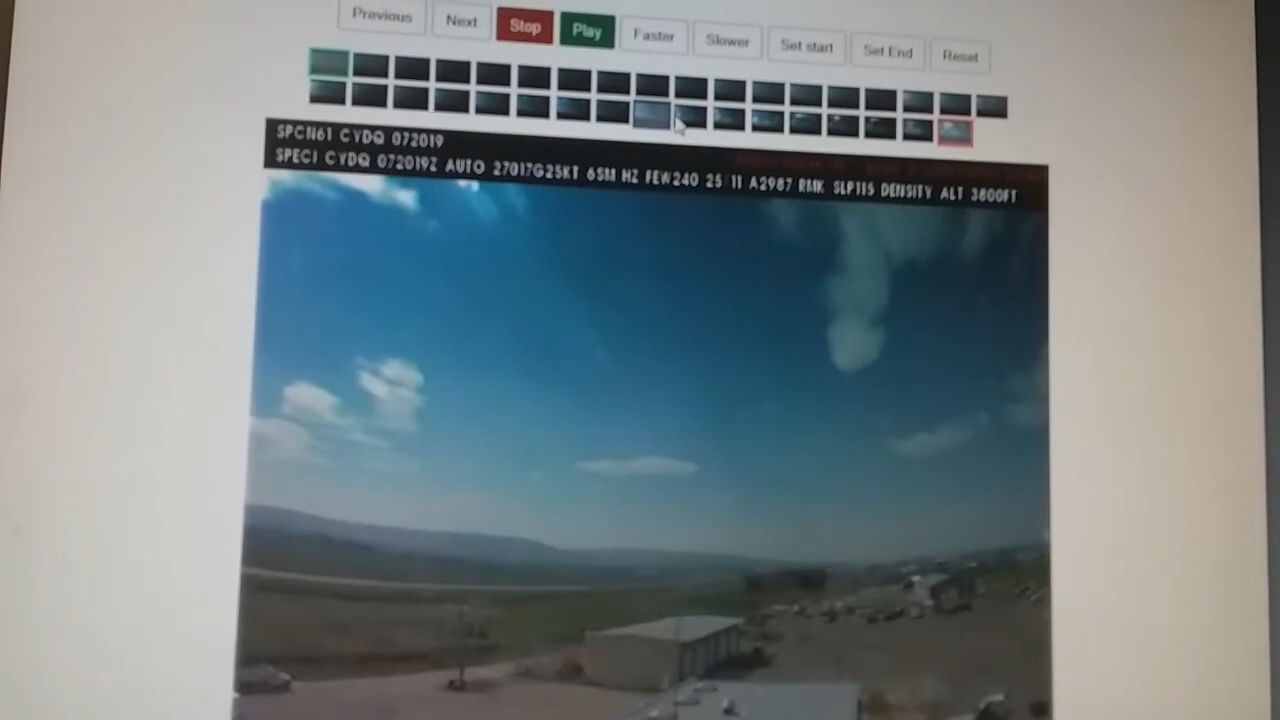 Previous Next Stop Play Faster Slower Set start Set End Reset
SPCN61 CYDQ 072019
SPECI CYDQ 072019Z AUTO 27017G25KT 6SM HZ FEW240 25/11 A2987 RMK SLP115 DENSITY ALT 3800FT